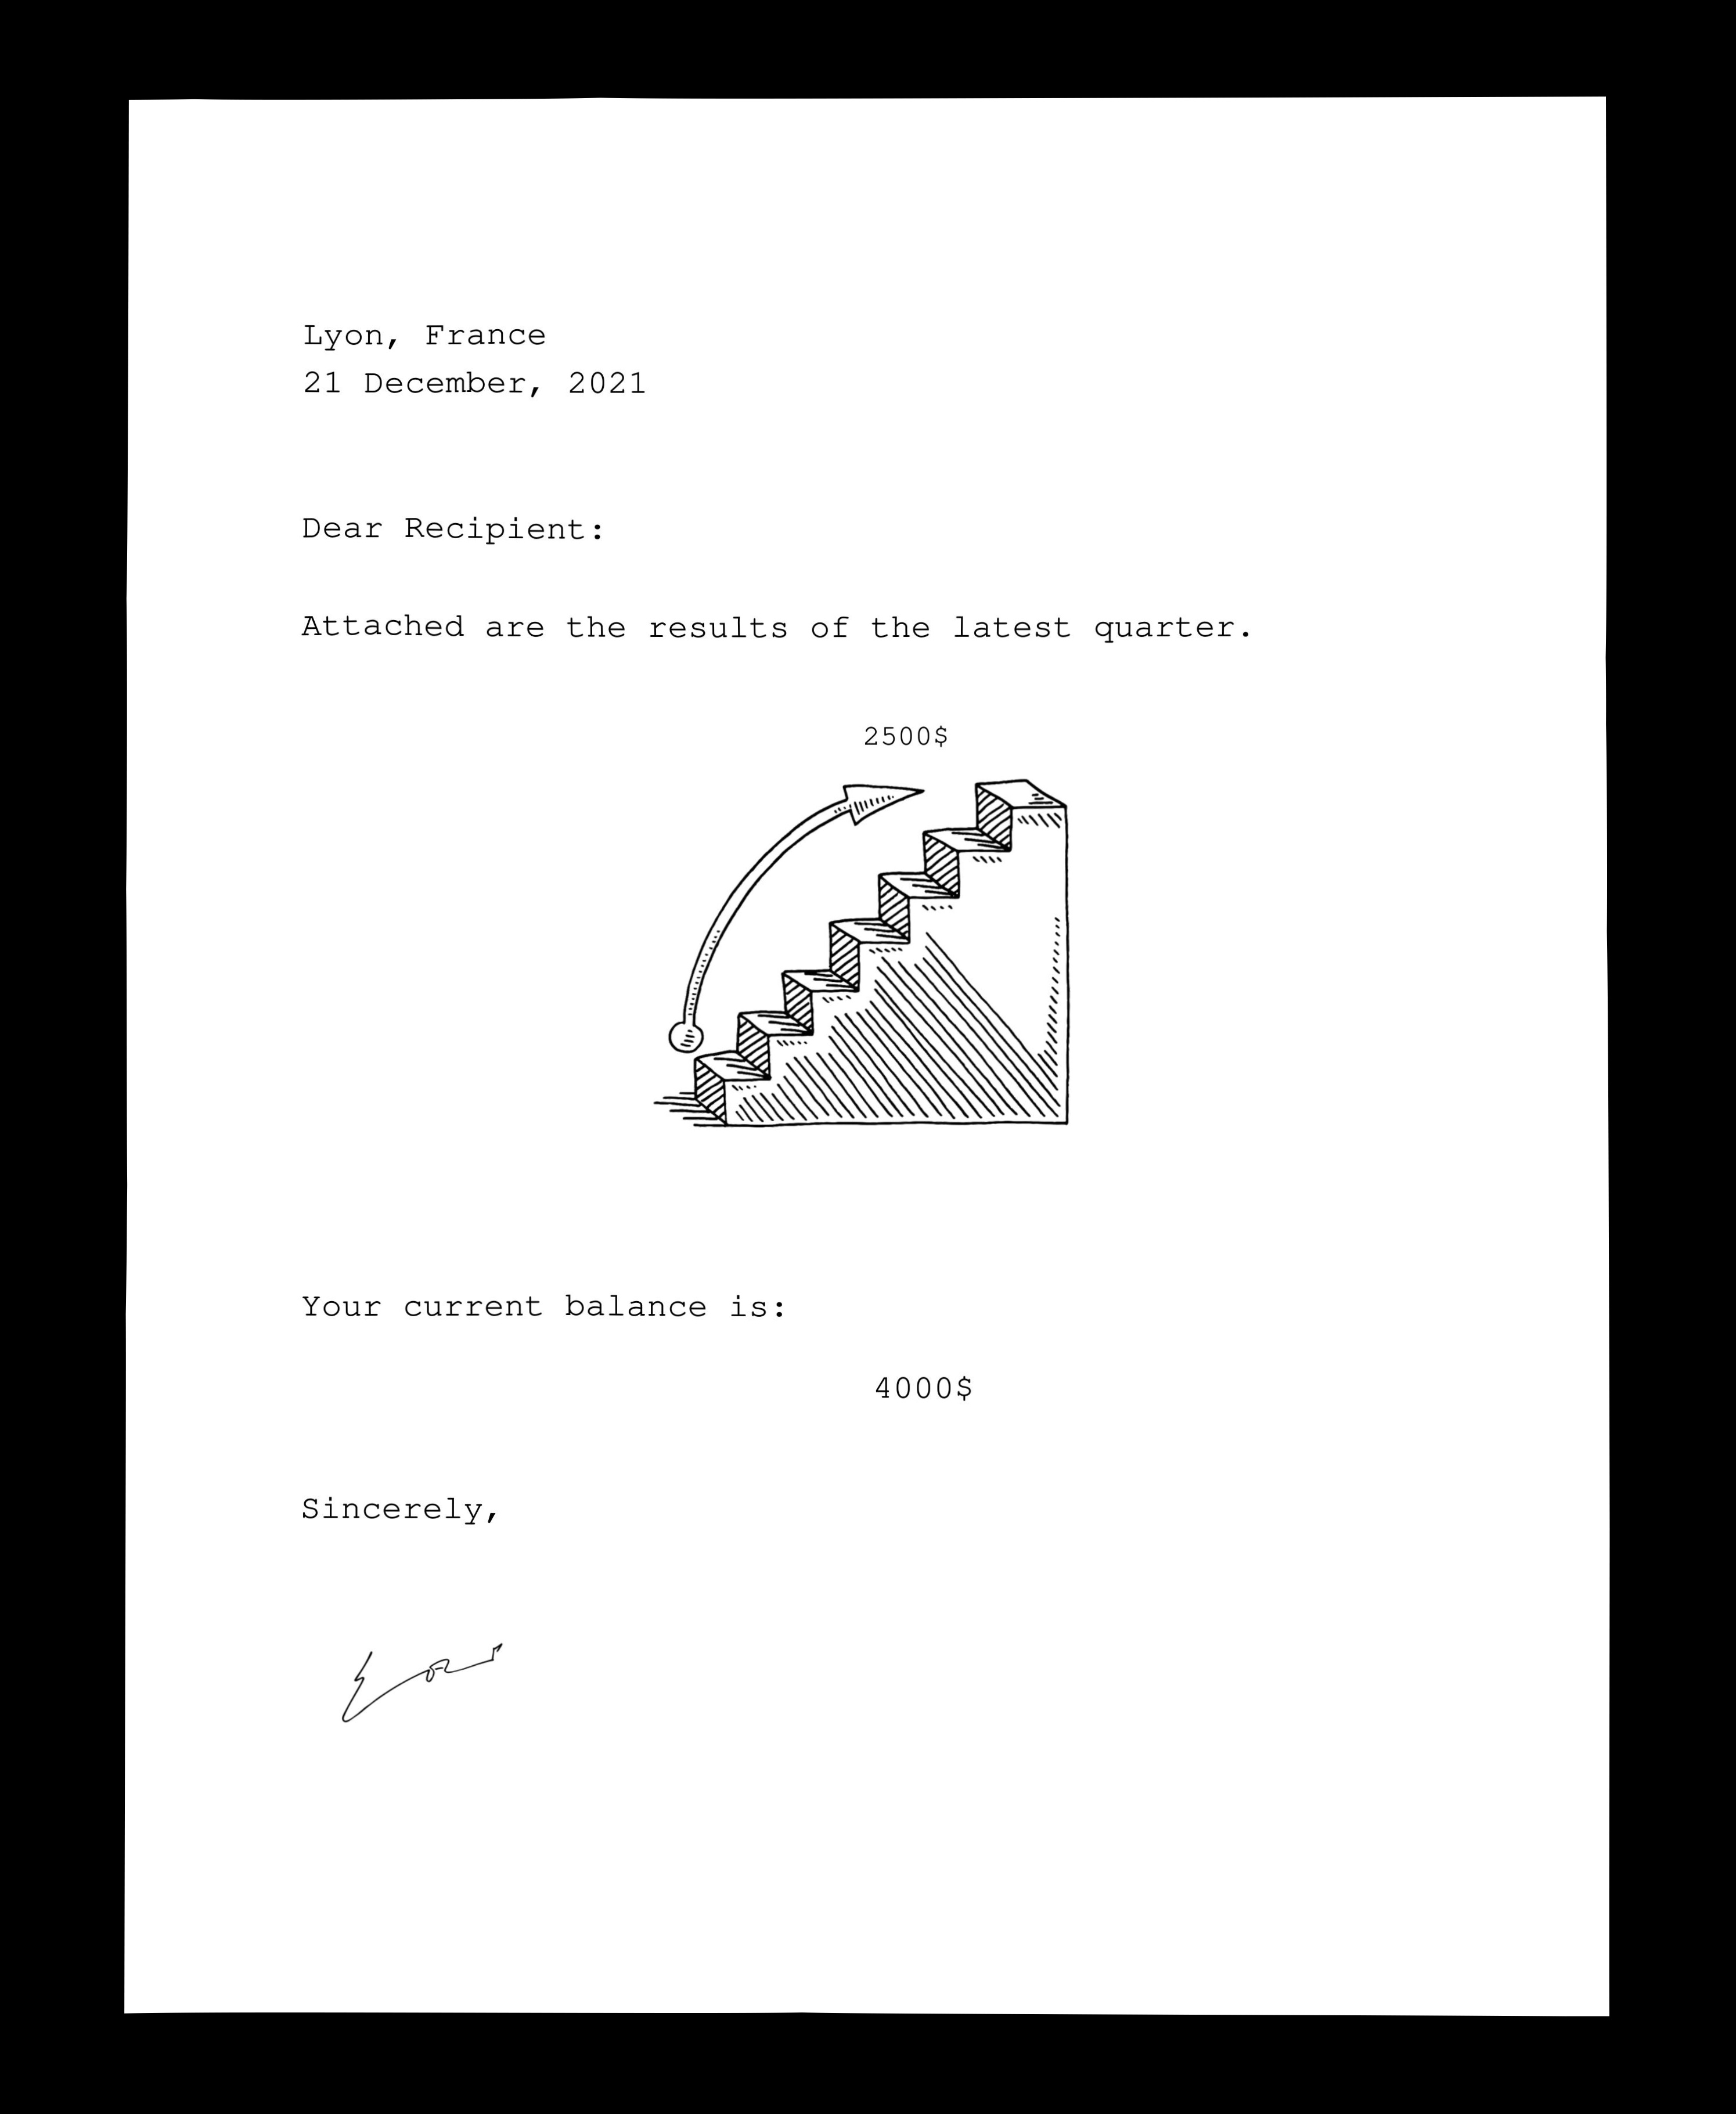 Lyon, France
21 December, 2021
Dear Recipient:
Attached are the results of the latest quarter.
2500$
Your current balance is:
4000$
Sincerely,